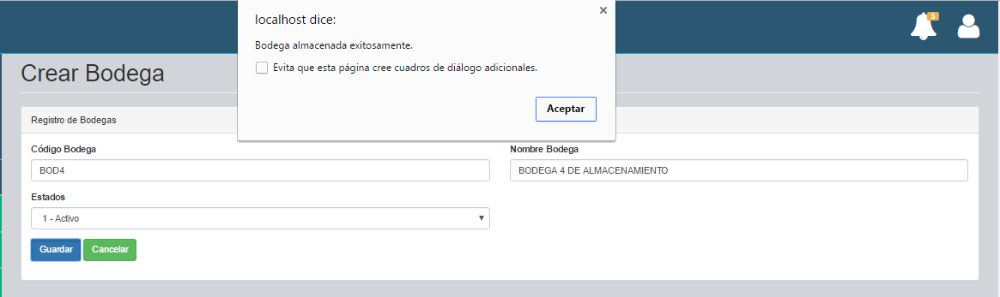 localhost dice:
Bodega almacenada exitosamente.
Evita que esta página cree cuadros de diálogo adicionales.
Aceptar
5
Crear Bodega
Registro de Bodegas
Código Bodega
Nombre Bodega
BOD4
BODEGA 4 DE ALMACENAMIENTO
Estados
1 - Activo
Guardar
Cancelar